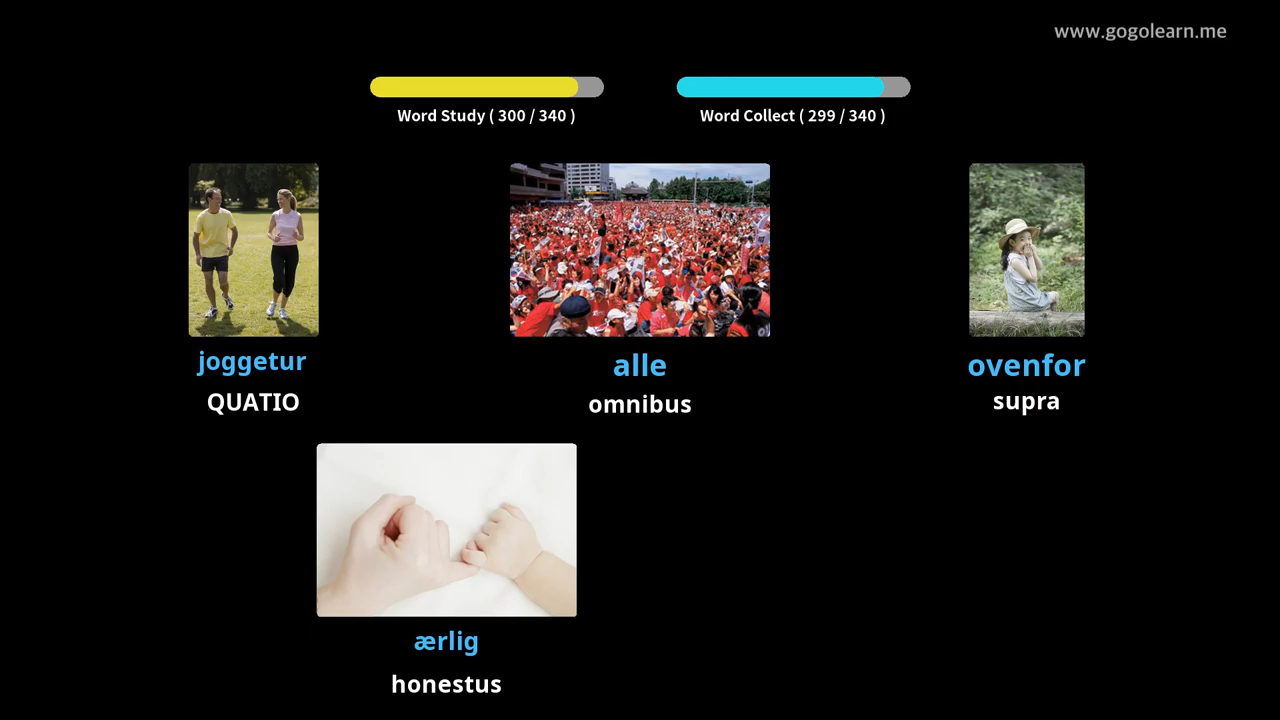 www.gogolearn.me
Word Study ( 300 / 340 )
Word Collect ( 299 / 340 )
joggetur
alle
ovenfor
QUATIO
omnibus
supra
ærlig
honestus